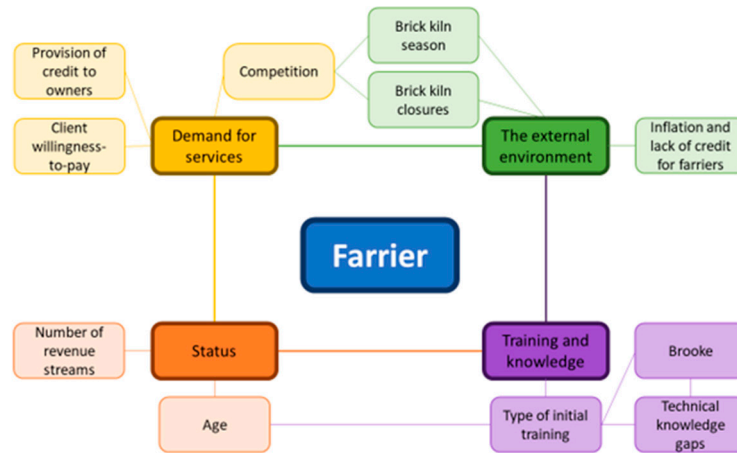 Provision of
credit to
owners
Competition
Brick kiln
season
Brick kiln
closures
Client
willingness-
to-pay
Demand for
services
The external
environment
Inflation and
lack of credit
for farriers
Farrier
Number of
revenue
streams
Status
Training and
knowledge
Brooke
Age
Type of initial
training
Technical
knowledge
gaps